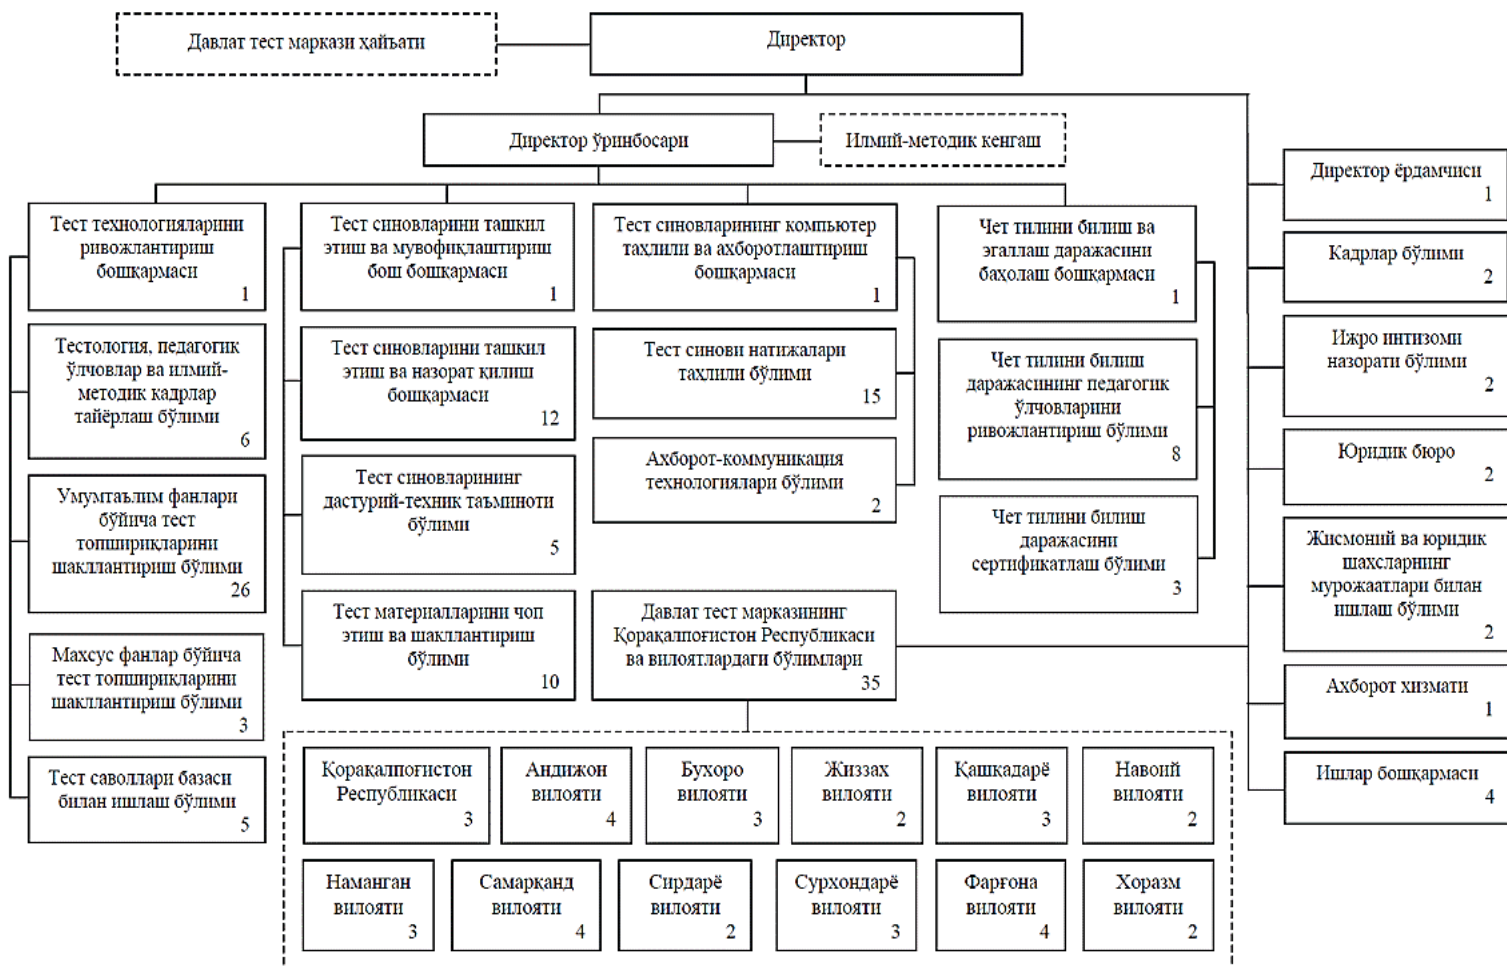 Давлат тест маркази ҳайъати
Директор
Директор ўринбосари
Илмий-методик кенгаш
Тест технологияларини
ривожлантириш
бошқармаси
1
Тестология, педагогик
ўлчовлар ва илмий-
методик кадрлар
тайёрлаш бўлими
6
Умумтаълим фанлари
бўйича тест
топшириқларини
шакллантириш бўлими
26
Махсус фанлар бўйича
тест топшириқларини
шакллантириш бўлими
3
Тест саволлари базаси
билан ишлаш бўлими
5
Тест синовларини ташкил
этиш ва мувофиқлаштириш
бош бошқармаси
1
Тест синовларини ташкил
этиш ва назорат қилиш
бошқармаси
12
Тест синовларининг
дастурий-техник таъминоти
бўлими
5
Тест материалларини чоп
этиш ва шакллантириш
бўлими
10
Тест синовларининг компьютер
таҳлили ва ахборотлаштириш
бошқармаси
1
Тест синови натижалари
таҳлили бўлими
15
Ахборот-коммуникация
технологиялари бўлими
2
Давлат тест марказининг
Қорақалпоғистон Республикаси
ва вилоятлардаги бўлимлари
35
Чет тилини билиш ва
эгаллаш даражасини
баҳолаш бошқармаси
1
Чет тилини билиш
даражасининг педагогик
ўлчовларини
ривожлантириш бўлими
8
Чет тилини билиш
даражасини
сертификатлаш бўлими
3
Директор ёрдамчиси
1
Кадрлар бўлими
2
Ижро интизоми
назорати бўлими
2
Юридик бюро
2
Жисмоний ва юридик
шахсларнинг
мурожаатлари билан
ишлаш бўлими
2
Ахборот хизмати
1
Ишлар бошқармаси
4
Қорақалпоғистон
Республикаси
3
Андижон
вилояти
4
Бухоро
вилояти
3
Жиззах
вилояти
2
Қашқадарё
вилояти
3
Навоий
вилояти
2
Наманган
вилояти
3
Самарқанд
вилояти
4
Сирдарё
вилояти
2
Сурхондарё
вилояти
3
Фарғона
вилояти
4
Хоразм
вилояти
2